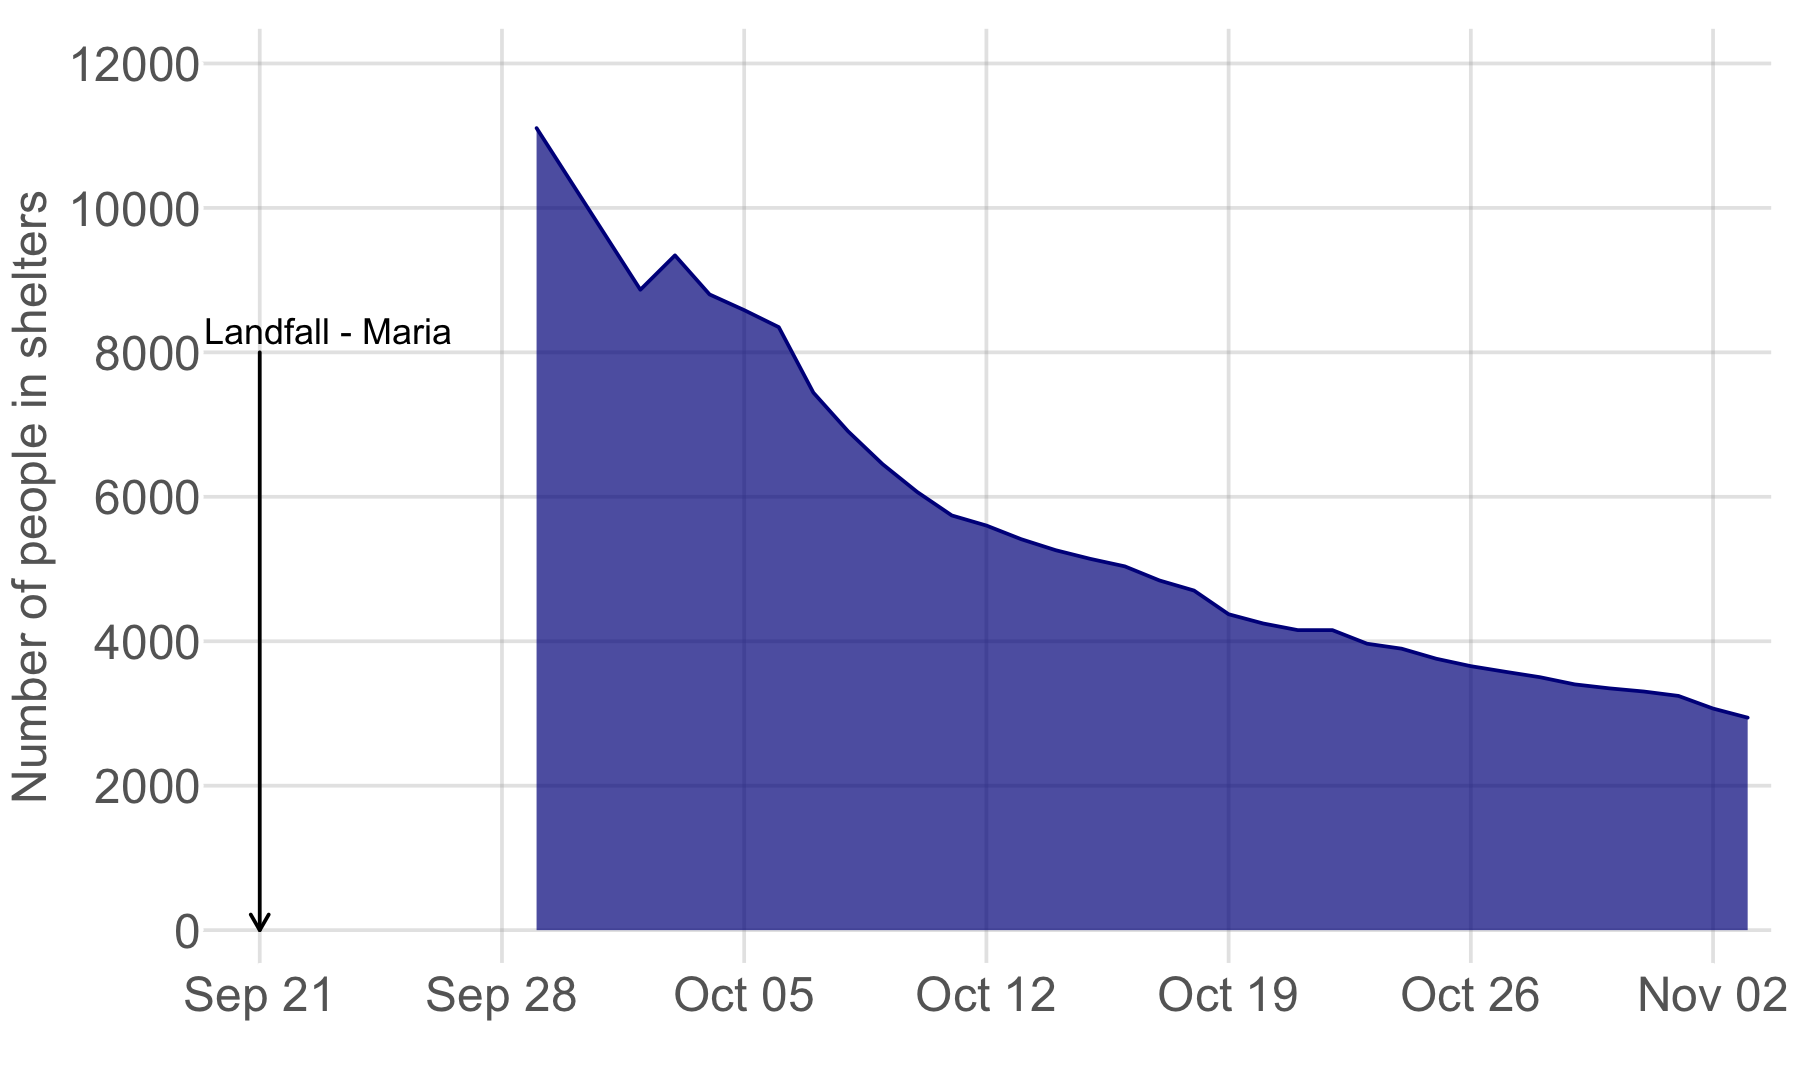 Number of people in shelters
12000
10000
8000
6000
4000
2000
0
Landfall - Maria
Sep 21
Sep 28
Oct 05
Oct 12
Oct 19
Oct 26
Nov 02